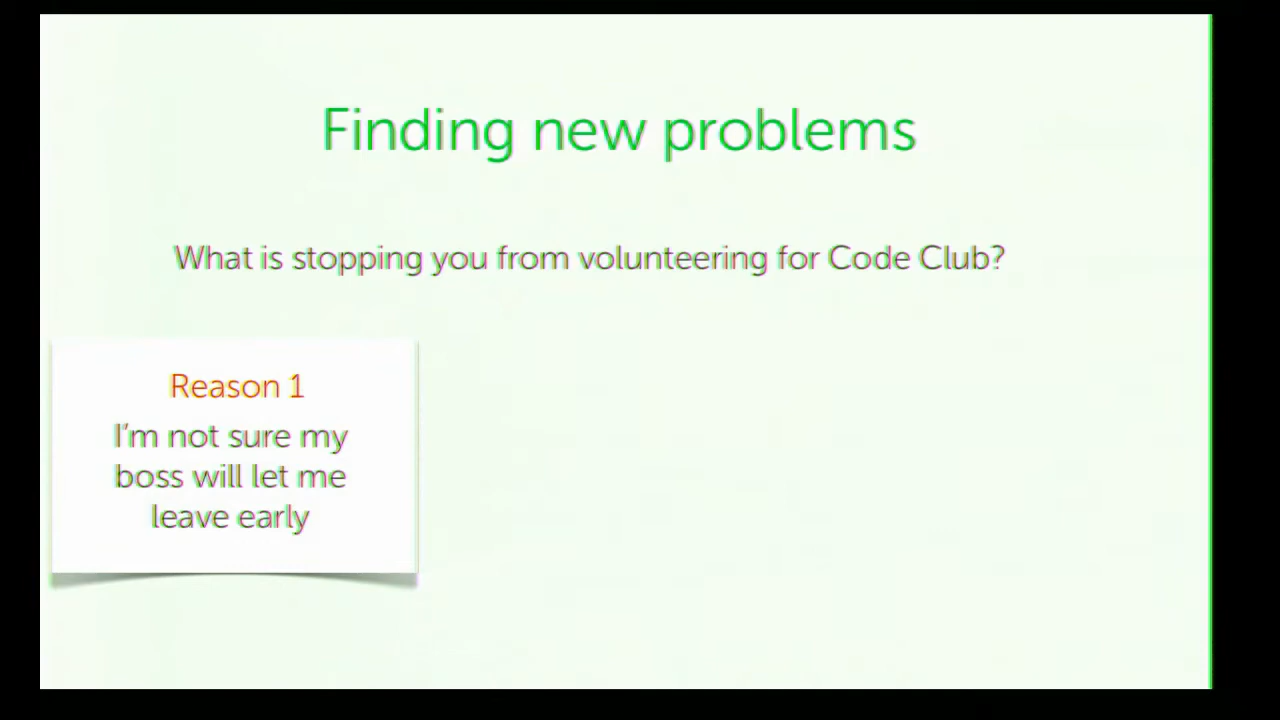 Finding new problems
What is stopping you from volunteering for Code Club?
Reason 1
I'm not sure my
boss will let me
leave early